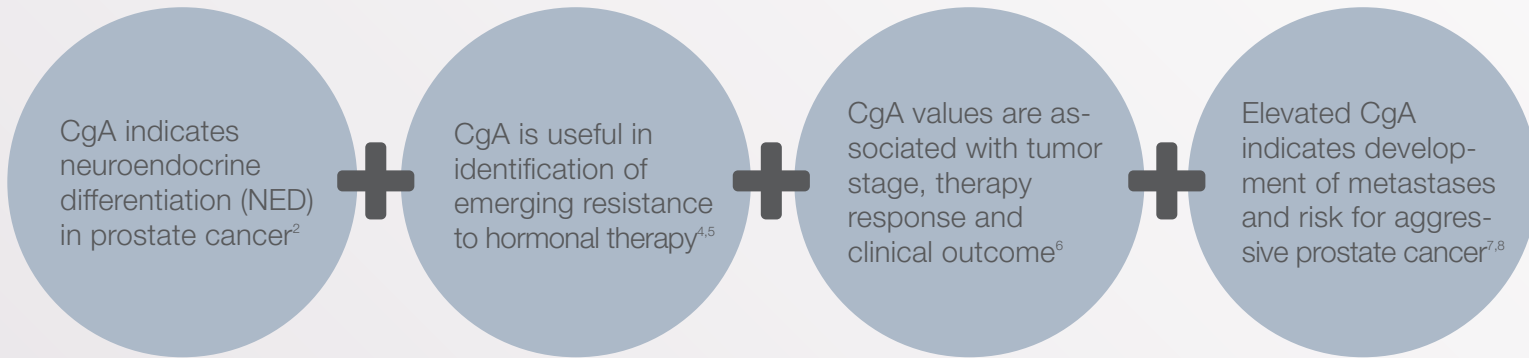 CgA indicates
neuroendocrine
differentiation (NED)
in prostate cancer²
CgA is useful in
identification of
emerging resistance
to hormonal therapy⁴,⁵
CgA values are as-
sociated with tumor
stage, therapy
response and
clinical outcome⁶
Elevated CgA
indicates develop-
ment of metastases
and risk for aggres-
sive prostate cancer⁷,⁸